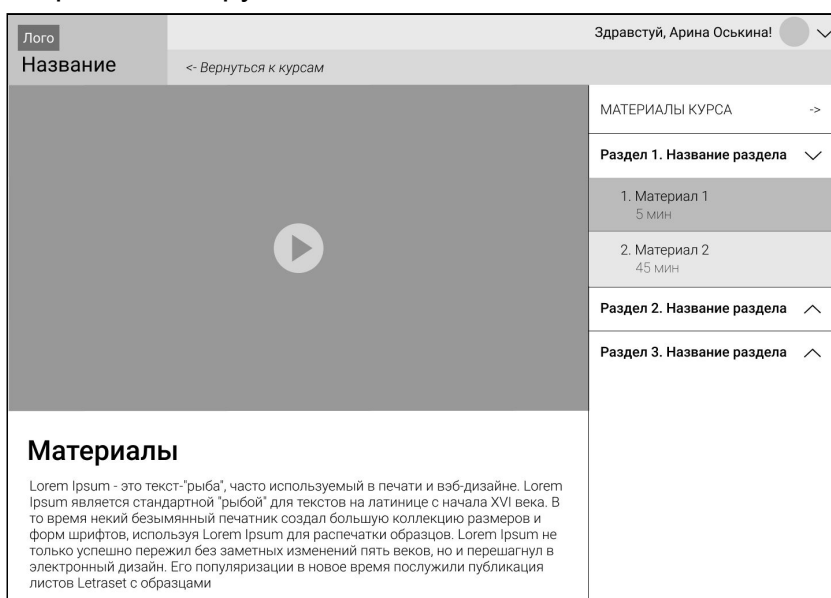 Лого
Название
Здравстуй, Арина Оськина!
<- Вернуться к курсам
МАТЕРИАЛЫ КУРСА ->
Раздел 1. Название раздела
1. Материал 1
5 мин
2. Материал 2
45 мин
Раздел 2. Название раздела
Раздел 3. Название раздела
Материалы
Lorem Ipsum - это текст-"рыба", часто используемый в печати и вэб-дизайне. Lorem
Ipsum является стандартной "рыбой" для текстов на латинице с начала XVI века. В
то время некий безымянный печатник создал большую коллекцию размеров и
форм шрифтов, используя Lorem Ipsum для распечатки образцов. Lorem Ipsum не
только успешно пережил без заметных изменений пять веков, но и перешагнул в
электронный дизайн. Его популяризации в новое время послужили публикация
листов Letraset с образцами